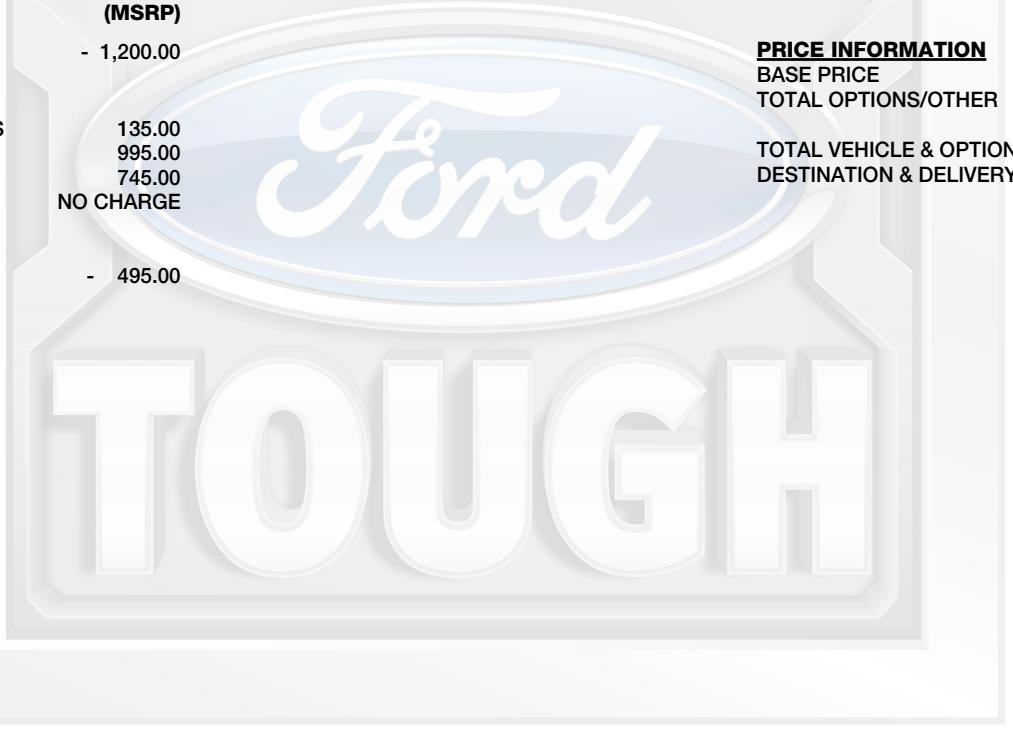 (MSRP)
- 1,200.00
S 135.00
995.00
745.00
NO CHARGE
- 495.00
PRICE INFORMATION
BASE PRICE
TOTAL OPTIONS/OTHER
TOTAL VEHICLE & OPTION
DESTINATION & DELIVERY
Ford
TOUGH